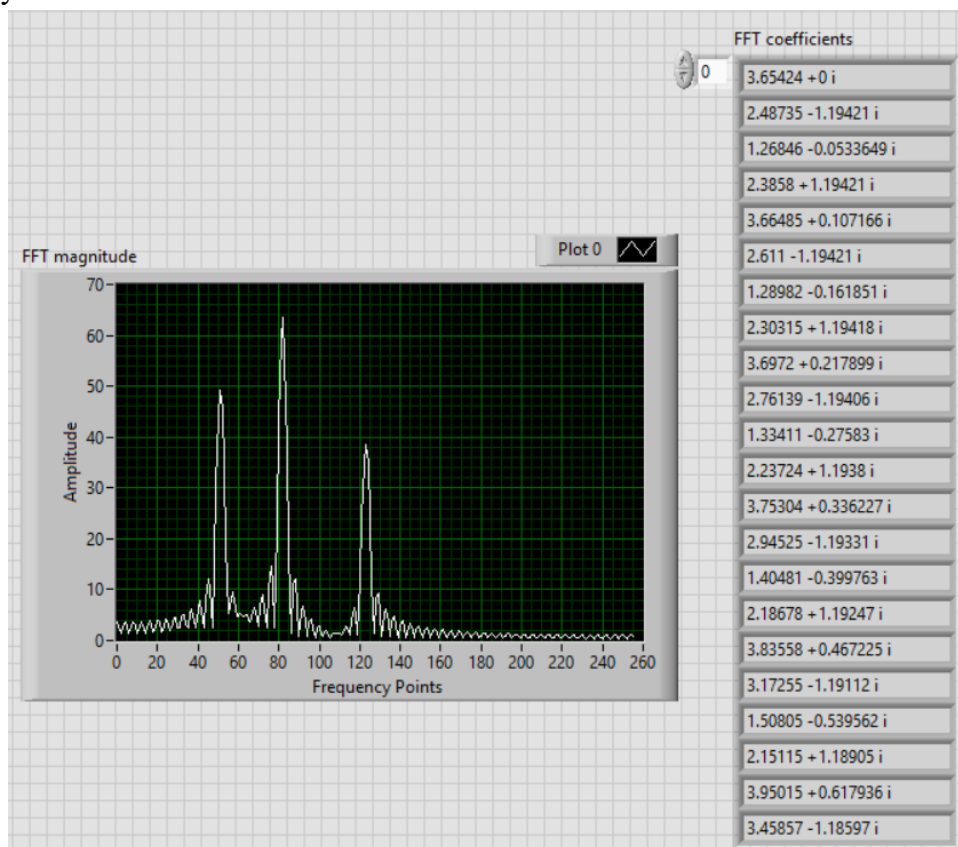 FFT coefficients
0
3.65424 +0 i
2.48735 -1.19421 i
1.26846 -0.0533649 i
2.3858 +1.19421 i
3.66485 +0.107166 i
2.611 -1.19421 i
1.28982 -0.161851 i
2.30315 +1.19418 i
3.6972 +0.217899 i
2.76139 -1.19406 i
1.33411 -0.27583 i
2.23724 +1.1938 i
3.75304 +0.336227 i
2.94525 -1.19331 i
1.40481 -0.399763 i
2.18678 +1.19247 i
3.83558 +0.467225 i
3.17255 -1.19112 i
1.50805 -0.539562 i
2.15115 +1.18905 i
3.95015 +0.617936 i
3.45857 -1.18597 i
FFT magnitude
Plot 0
Amplitude
70
60
50
40
30
20
10
0
0 20 40 60 80 100 120 140 160 180 200 220 240 260
Frequency Points